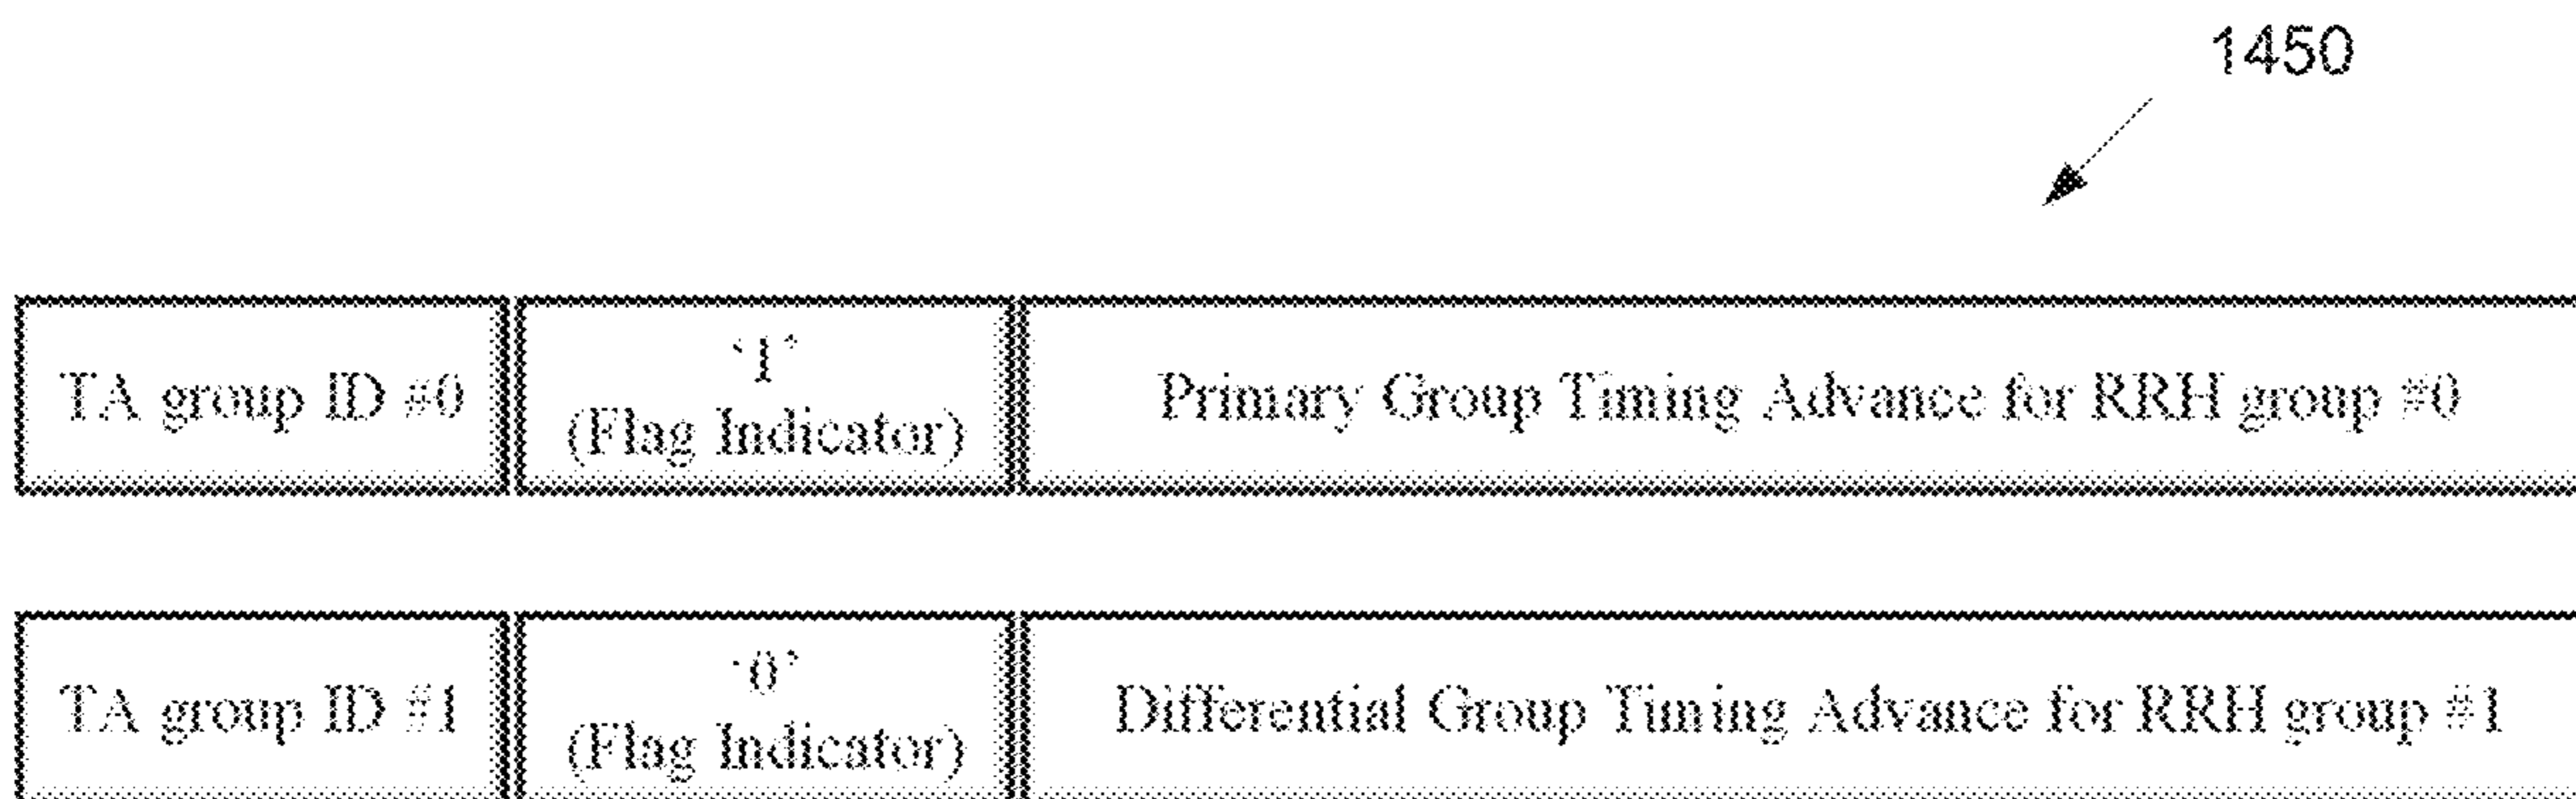 1450
TA group ID #0
‘1’
(Flag Indicator)
Primary Group Timing Advance for RRH group #0
TA group ID #1
‘0’
(Flag Indicator)
Differential Group Timing Advance for RRH group #1